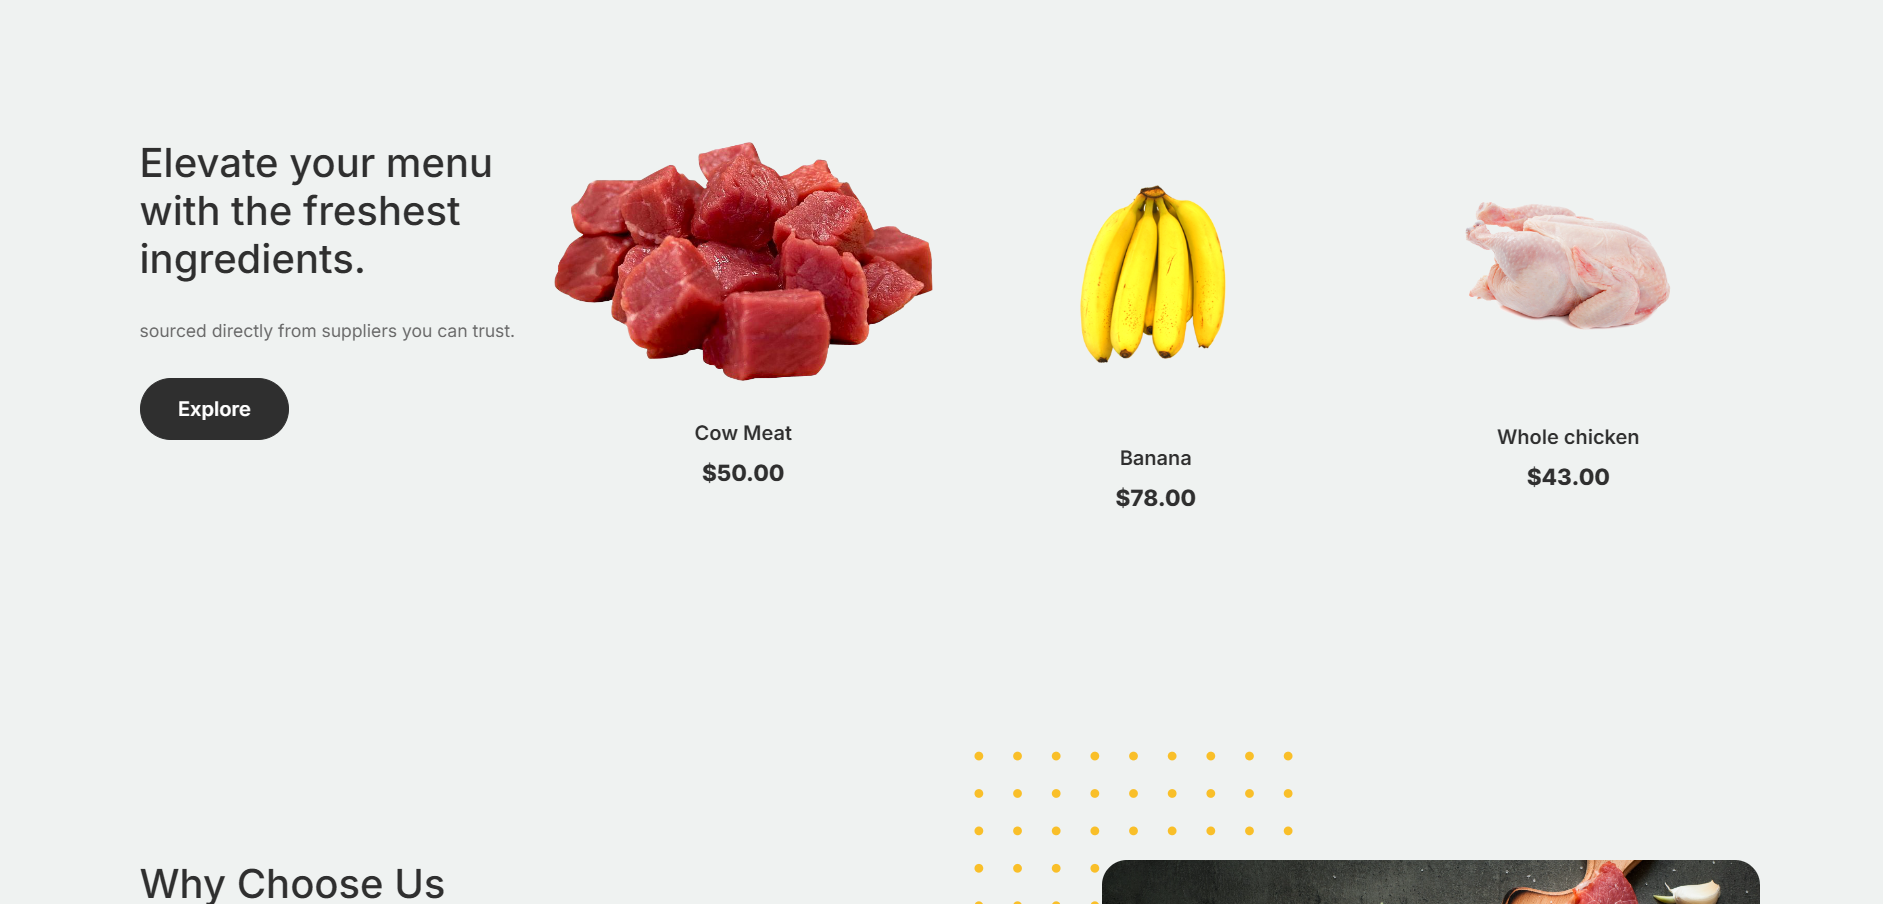 Elevate your menu
with the freshest
ingredients.
sourced directly from suppliers you can trust.
Explore
Cow Meat
$50.00
Banana
$78.00
Whole chicken
$43.00
Why Choose Us